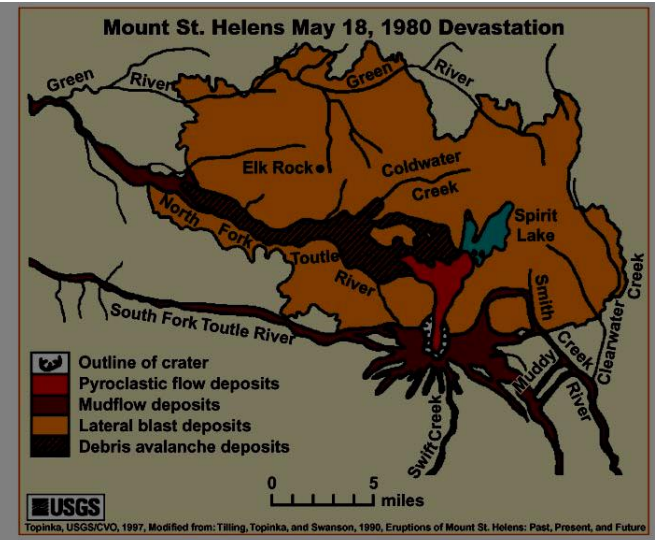 Mount St. Helens May 18, 1980 Devastation
Green River
Green River
Elk Rock
Coldwater
Creek
North Fork Toutle River
Spirit
Lake
South Fork Toutle River
Smith Creek
Clearwater Creek
Muddy River
Swift Creek
Outline of crater
Pyroclastic flow deposits
Mudflow deposits
Lateral blast deposits
Debris avalanche deposits
0 5
miles
USGS
Topinka, USGS/CVO, 1997, Modified from: Tilling, Topinka, and Swanson, 1990, Eruptions of Mount St. Helens: Past, Present, and Future